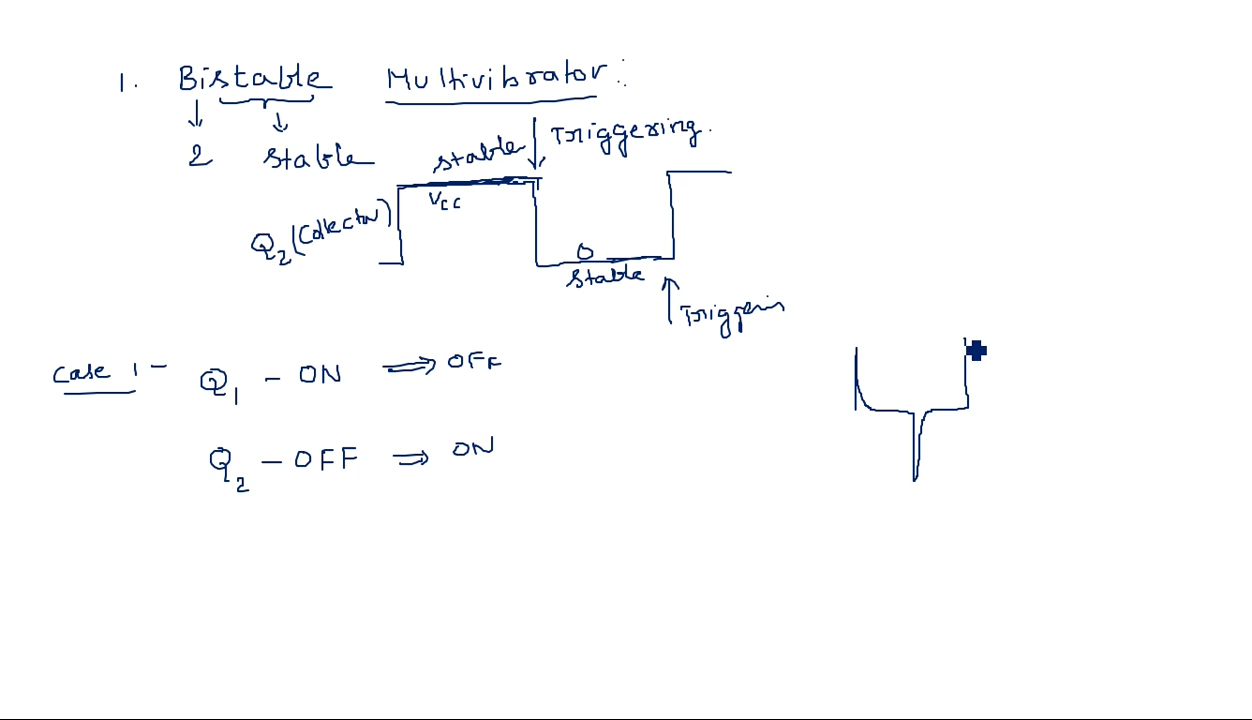 1. Bistable Multivibrator :
↓ ↓
2 Stable
stable ↓ Triggering.
Vcc
Q2 (Collector)
0
Stable
↑ Triggerin
Case 1 - Q1 - ON ⇒ OFF
Q2 - OFF ⇒ ON